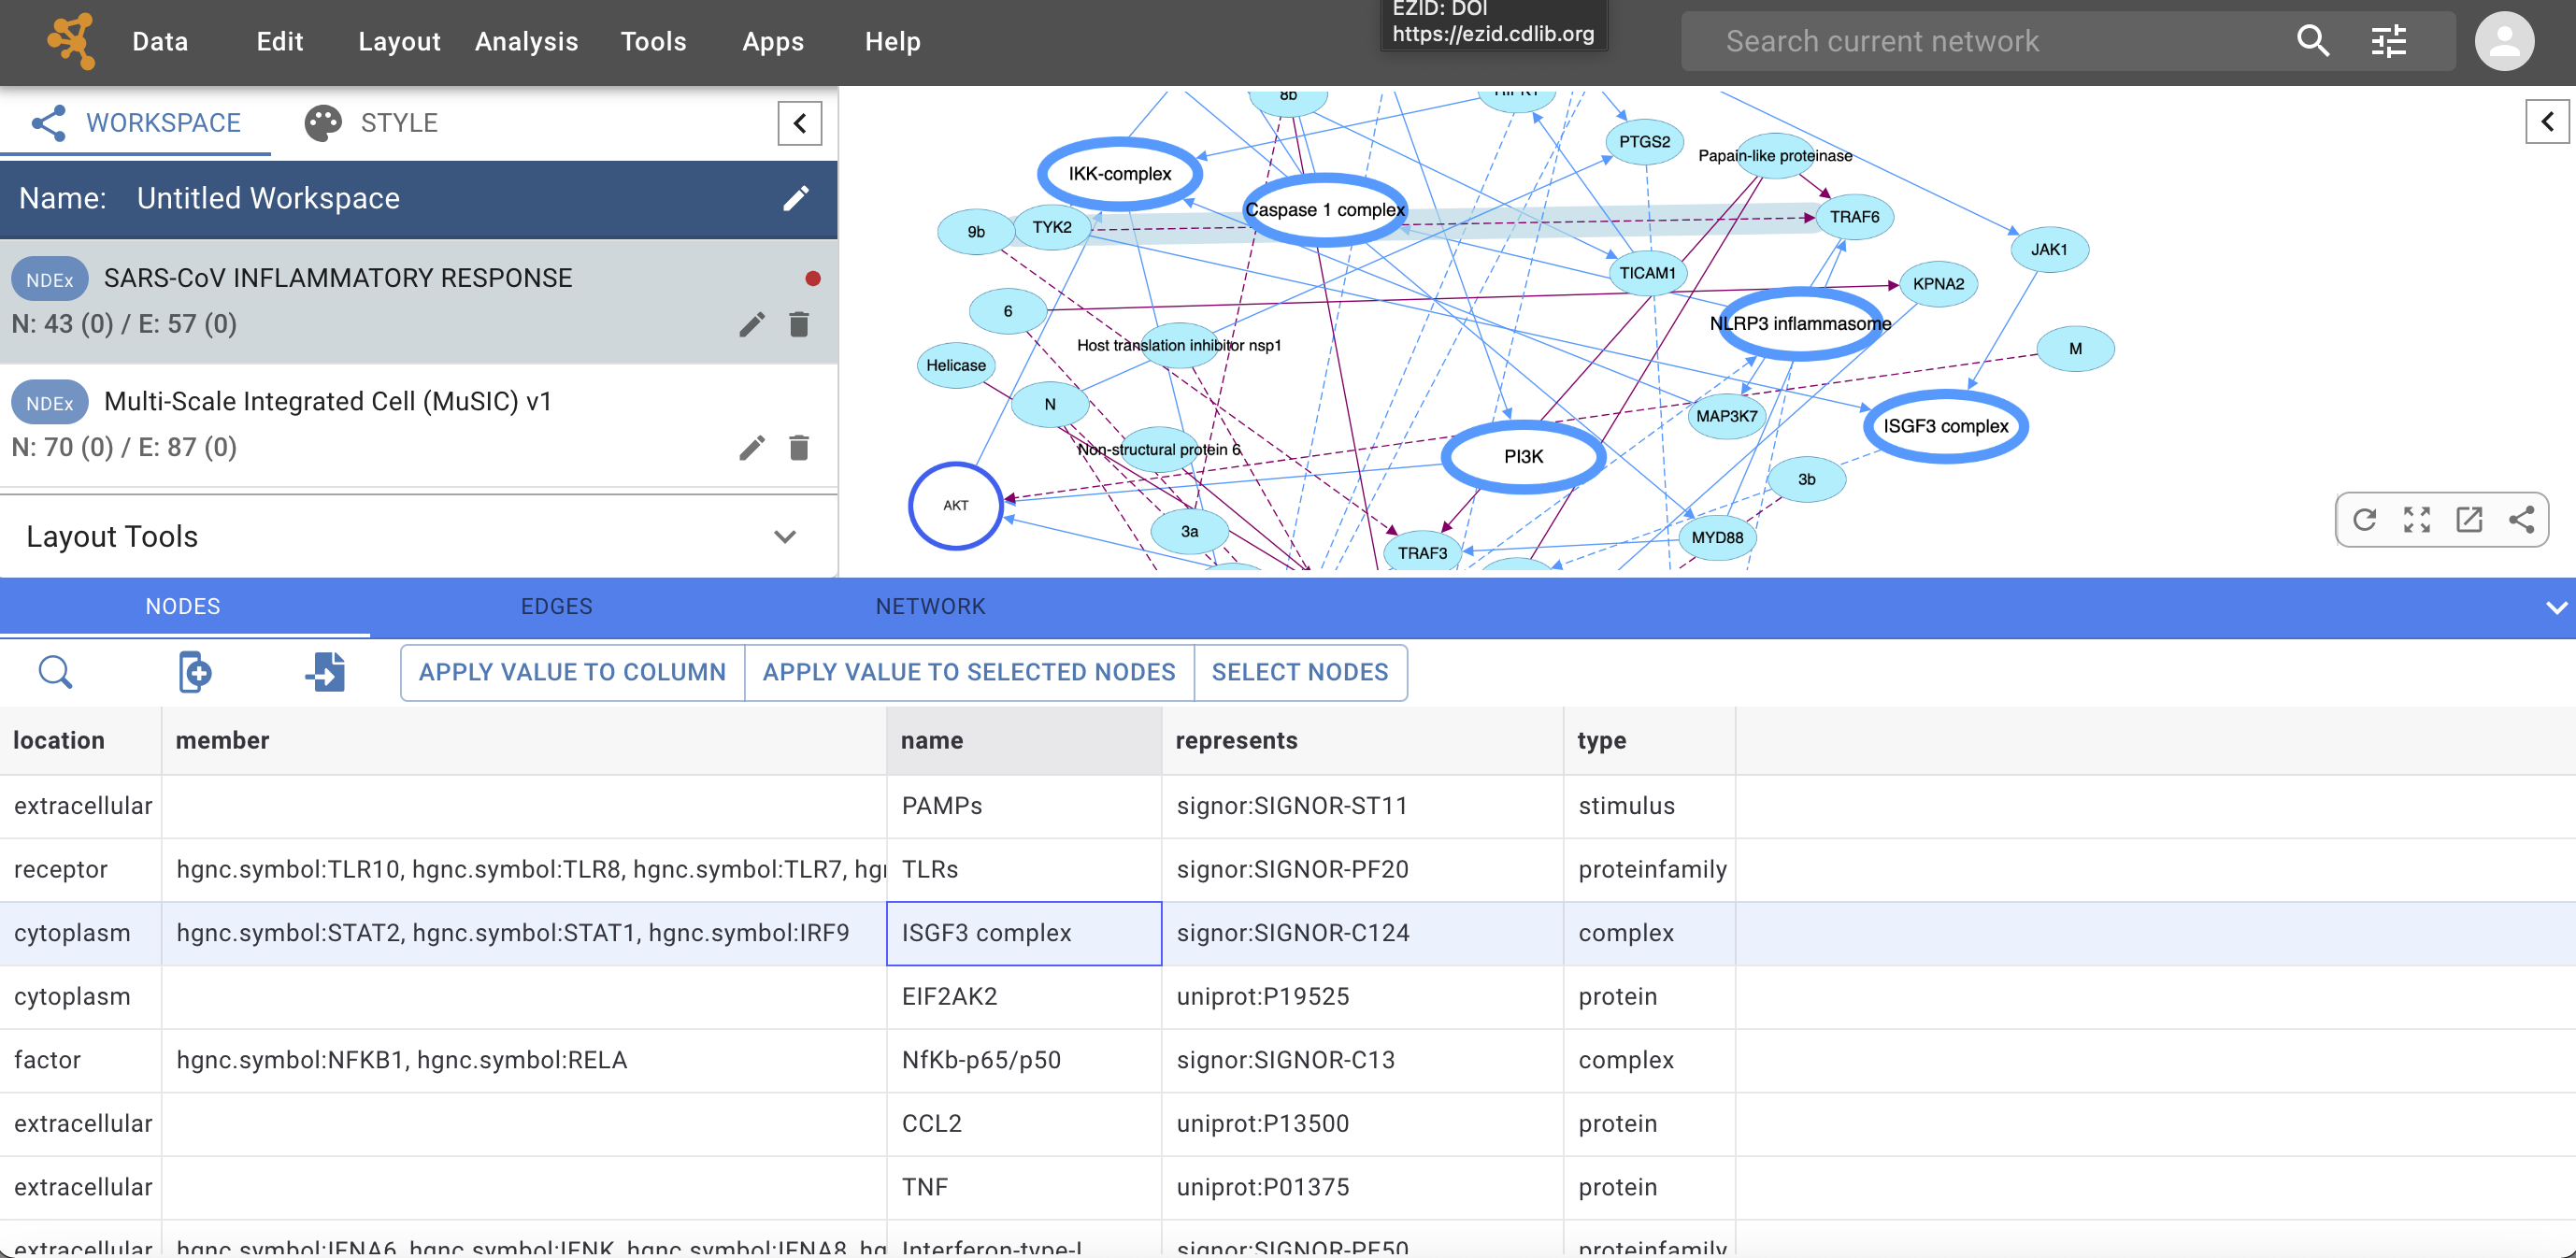 Data Edit Layout Analysis Tools Apps Help
EZID: DOI
https://ezid.cdlib.org
Search current network
WORKSPACE STYLE
Name: Untitled Workspace
NDEx SARS-CoV INFLAMMATORY RESPONSE
N: 43 (0) / E: 57 (0)
NDEx Multi-Scale Integrated Cell (MuSIC) v1
N: 70 (0) / E: 87 (0)
Layout Tools
8b
PTGS2
Papain-like proteinase
IKK-complex
Caspase 1 complex
TRAF6
9b
TYK2
JAK1
TICAM1
KPNA2
6
NLRP3 inflammasome
Host translation inhibitor nsp1
M
Helicase
N
MAP3K7
ISGF3 complex
Non-structural protein 6
PI3K
3b
AKT
3a
MYD88
TRAF3
NODES EDGES NETWORK
APPLY VALUE TO COLUMN APPLY VALUE TO SELECTED NODES SELECT NODES
location member name represents type
extracellular PAMPs signor:SIGNOR-ST11 stimulus
receptor hgnc.symbol:TLR10, hgnc.symbol:TLR8, hgnc.symbol:TLR7, TLRs signor:SIGNOR-PF20 proteinfamily
cytoplasm hgnc.symbol:STAT2, hgnc.symbol:STAT1, hgnc.symbol:IRF9 ISGF3 complex signor:SIGNOR-C124 complex
cytoplasm EIF2AK2 uniprot:P19525 protein
factor hgnc.symbol:NFKB1, hgnc.symbol:RELA NfKb-p65/p50 signor:SIGNOR-C13 complex
extracellular CCL2 uniprot:P13500 protein
extracellular TNF uniprot:P01375 protein
extracellular hgnc.symbol:IFNA6, hgnc.symbol:IFNK, hgnc.symbol:IFNA8, Interferon-type-I signor:SIGNOR-PF50 proteinfamily